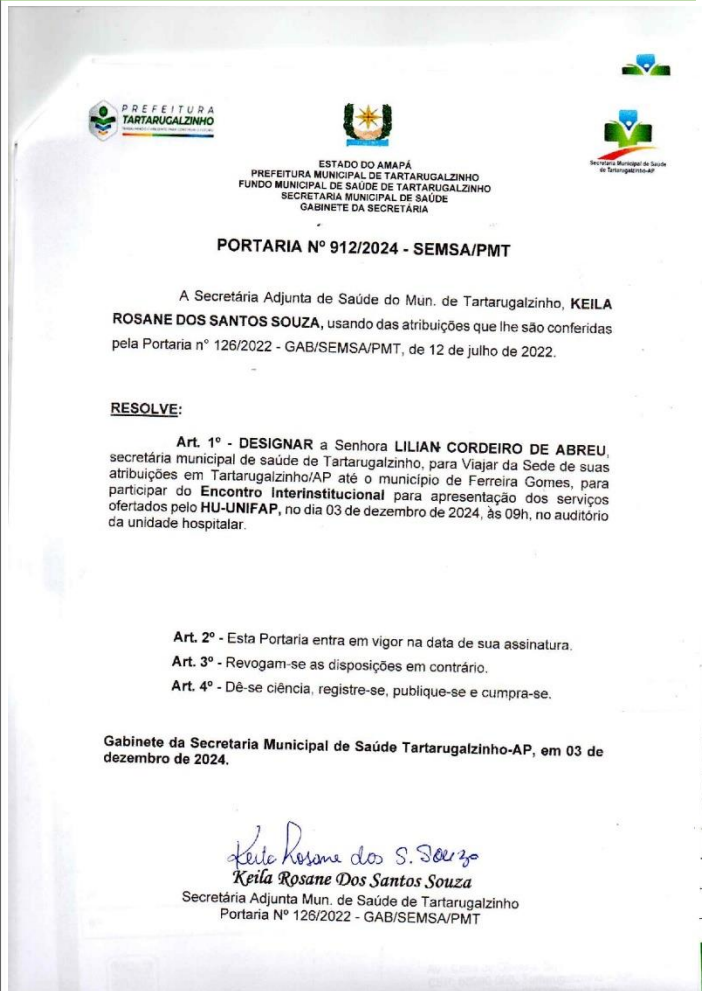 PREFEITURA
TARTARUGALZINHO
Secretaria Municipal de Saúde
de Tartarugalzinho-AP
ESTADO DO AMAPÁ
PREFEITURA MUNICIPAL DE TARTARUGALZINHO
FUNDO MUNICIPAL DE SAÚDE DE TARTARUGALZINHO
SECRETARIA MUNICIPAL DE SAÚDE
GABINETE DA SECRETÁRIA
PORTARIA Nº 912/2024 - SEMSA/PMT
A Secretária Adjunta de Saúde do Mun. de Tartarugalzinho, KEILA
ROSANE DOS SANTOS SOUZA, usando das atribuições que lhe são conferidas
pela Portaria n° 126/2022 - GAB/SEMSA/PMT, de 12 de julho de 2022.
RESOLVE:
Art. 1º - DESIGNAR a Senhora LILIAN CORDEIRO DE ABREU,
secretária municipal de saúde de Tartarugalzinho, para Viajar da Sede de suas
atribuições em Tartarugalzinho/AP até o município de Ferreira Gomes, para
participar do Encontro Interinstitucional para apresentação dos serviços
ofertados pelo HU-UNIFAP, no dia 03 de dezembro de 2024, às 09h, no auditório
da unidade hospitalar.
Art. 2º - Esta Portaria entra em vigor na data de sua assinatura.
Art. 3º - Revogam-se as disposições em contrário.
Art. 4º - Dê-se ciência, registre-se, publique-se e cumpra-se.
Gabinete da Secretaria Municipal de Saúde Tartarugalzinho-AP, em 03 de
dezembro de 2024.
Keila Rosane dos S. Souza
Keila Rosane Dos Santos Souza
Secretária Adjunta Mun. de Saúde de Tartarugalzinho
Portaria Nº 126/2022 - GAB/SEMSA/PMT